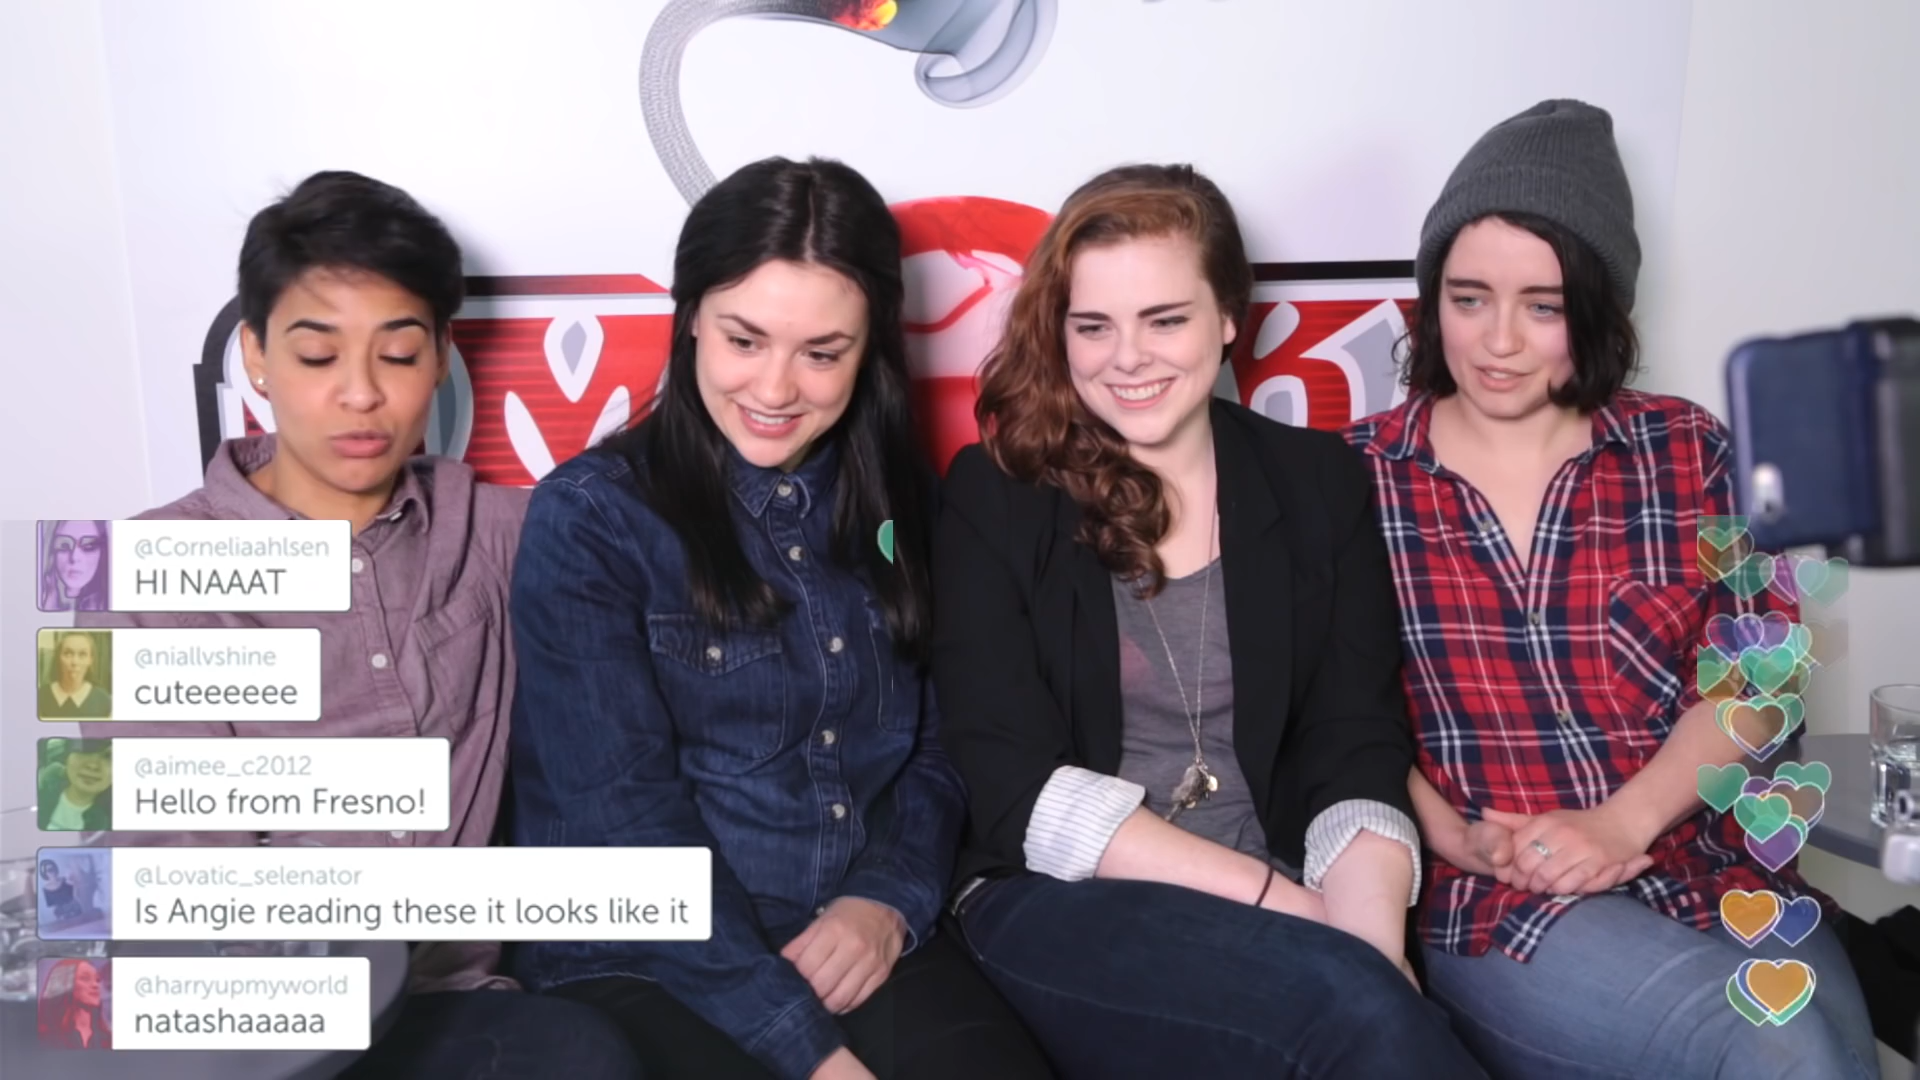 @Corneliaahlsen
HI NAAAT
@niallvshine
cuteeeeee
@aimee_c2012
Hello from Fresno!
@Lovatic_selenator
Is Angie reading these it looks like it
@harryupmyworld
natashaaaaa